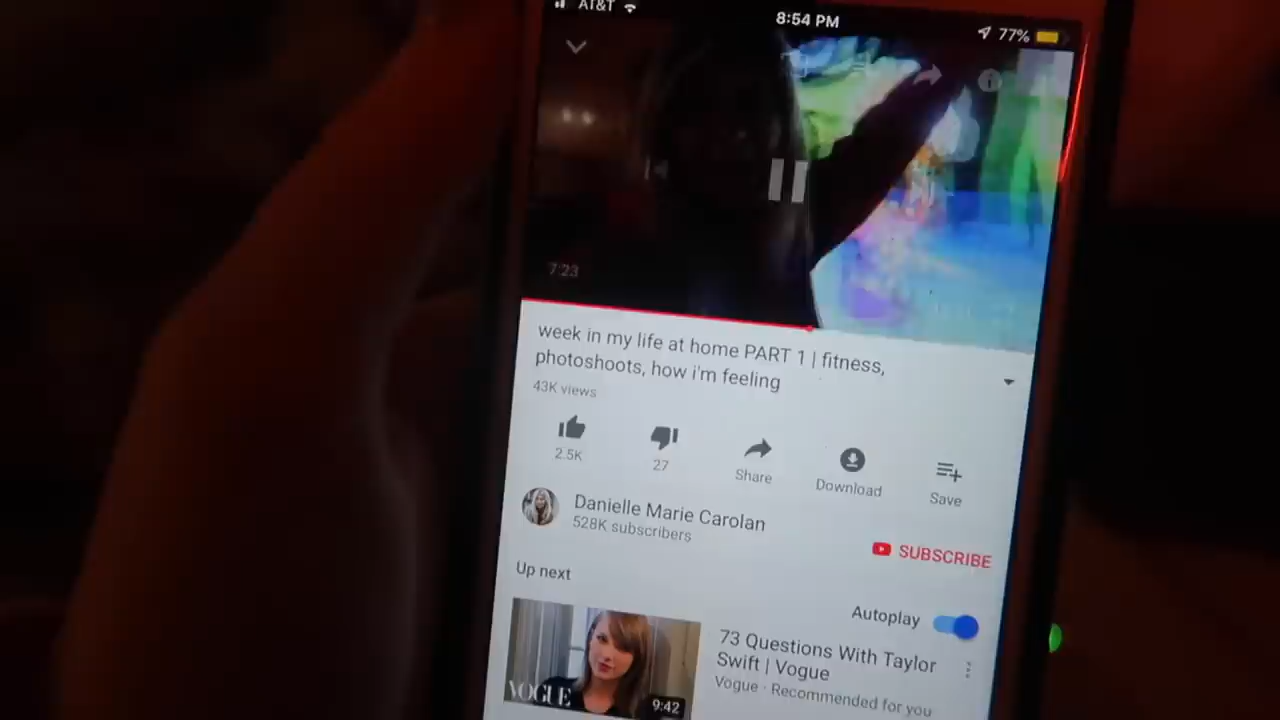 AT&T
8:54 PM
77%
7:23
week in my life at home PART 1 | fitness,
photoshoots, how i'm feeling
43K views
2.5K
27
Share
Download
Save
Danielle Marie Carolan
528K subscribers
SUBSCRIBE
Up next
Autoplay
VOGUE
9:42
73 Questions With Taylor
Swift | Vogue
Vogue · Recommended for you